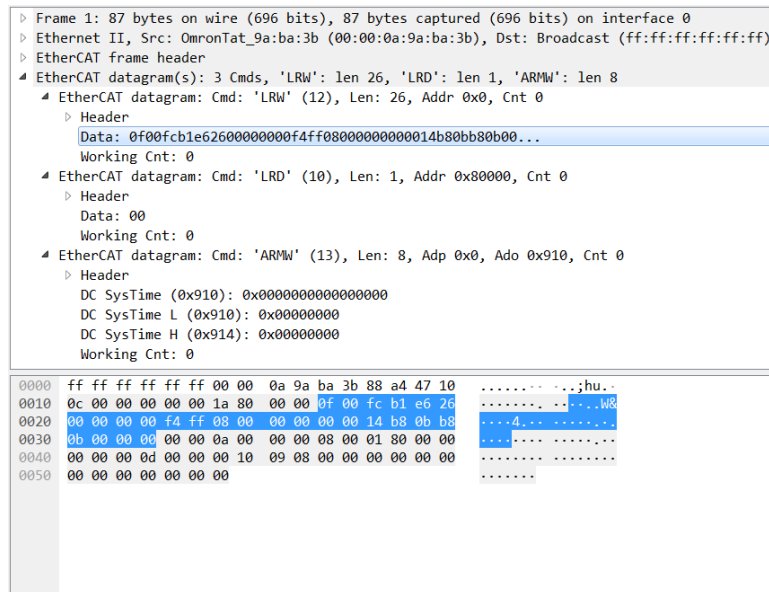 Frame 1: 87 bytes on wire (696 bits), 87 bytes captured (696 bits) on interface 0
Ethernet II, Src: OmronTat_9a:ba:3b (00:00:0a:9a:ba:3b), Dst: Broadcast (ff:ff:ff:ff:ff:ff)
EtherCAT frame header
EtherCAT datagram(s): 3 Cmds, 'LRW': len 26, 'LRD': len 1, 'ARMW': len 8
EtherCAT datagram: Cmd: 'LRW' (12), Len: 26, Addr 0x0, Cnt 0
Header
Data: 0f00fcb1e62600000000f4ff08000000000014b80bb80b00...
Working Cnt: 0
EtherCAT datagram: Cmd: 'LRD' (10), Len: 1, Addr 0x80000, Cnt 0
Header
Data: 00
Working Cnt: 0
EtherCAT datagram: Cmd: 'ARMW' (13), Len: 8, Adp 0x0, Ado 0x910, Cnt 0
Header
DC SysTime (0x910): 0x0000000000000000
DC SysTime L (0x910): 0x00000000
DC SysTime H (0x914): 0x00000000
Working Cnt: 0
0000 ff ff ff ff ff ff 00 00 0a 9a ba 3b 88 a4 47 10 ......·· ·..;hu.·
0010 0c 00 00 00 00 00 1a 80 00 00 0f 00 fc b1 e6 26 ·······. ··.·..W&
0020 00 00 00 00 f4 ff 08 00 00 00 00 00 14 b8 0b b8 ····4.·· ·····...
0030 0b 00 00 00 00 00 0a 00 00 00 08 00 01 80 00 00 ········ ·····.··
0040 00 00 00 0d 00 00 00 10 09 08 00 00 00 00 00 00 ········ ········
0050 00 00 00 00 00 00 00 ·······